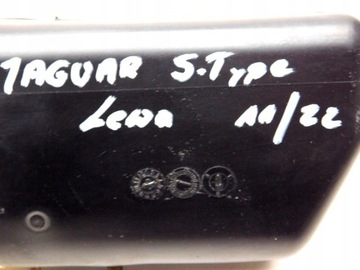 JAGUAR S-Type
Lewa 11/22